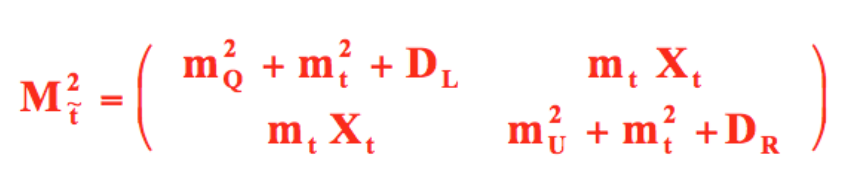 m²_Q + m²_t + D_L    m_t X_t
M²_t̃ = (    )
m_t X_t    m²_U + m²_t + D_R